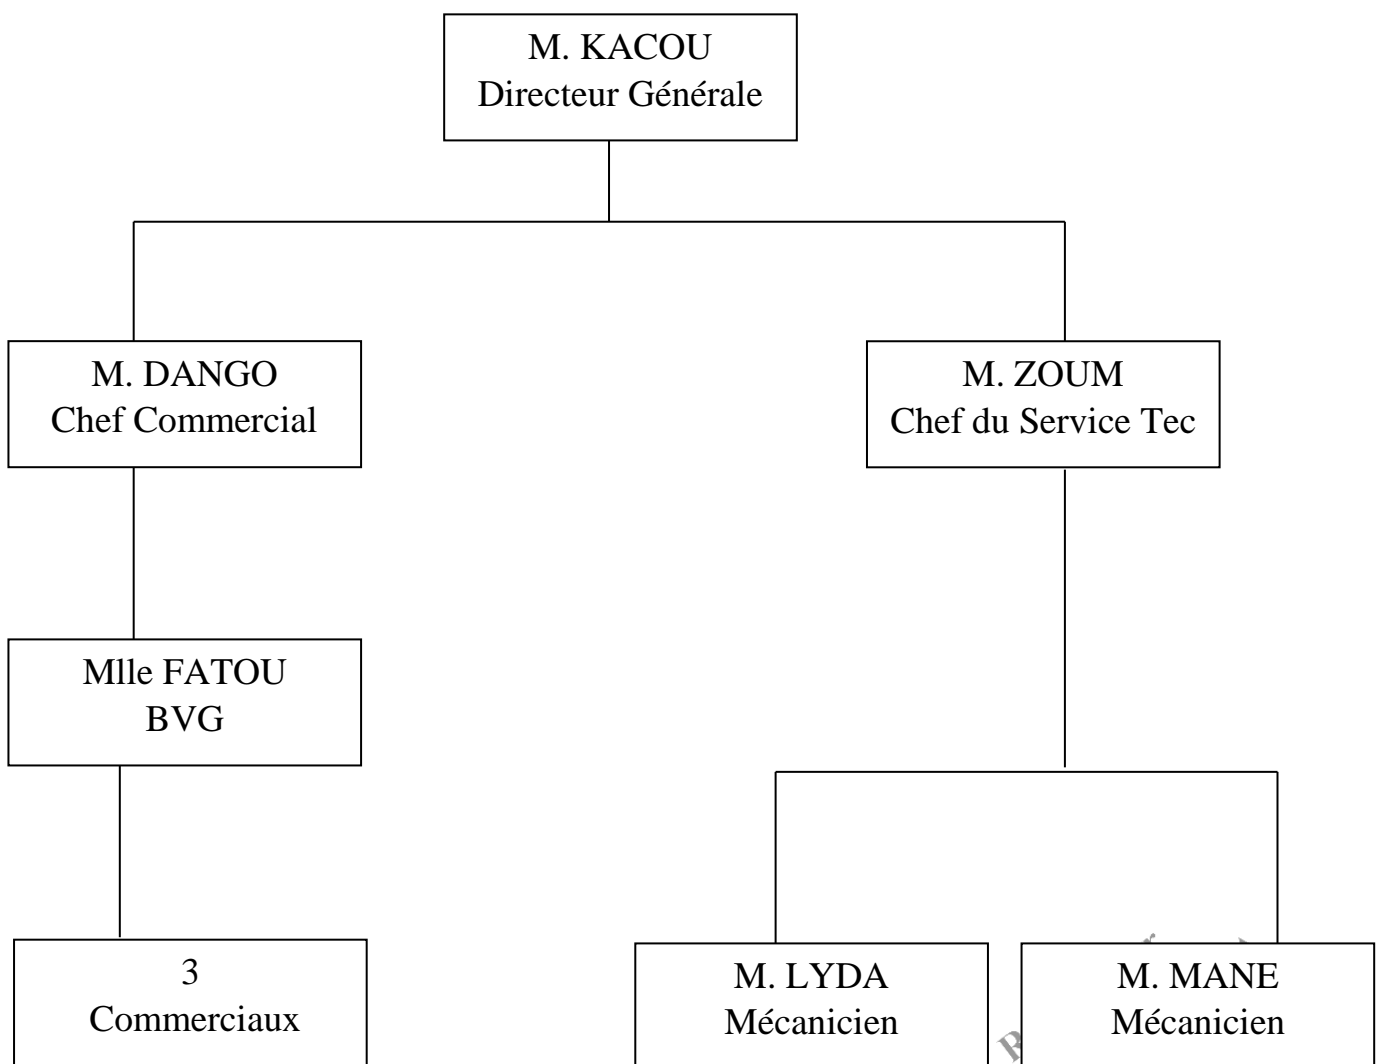 M. KACOU
Directeur Générale
M. DANGO
Chef Commercial
M. ZOUM
Chef du Service Tec
Mlle FATOU
BVG
3
Commerciaux
M. LYDA
Mécanicien
M. MANE
Mécanicien